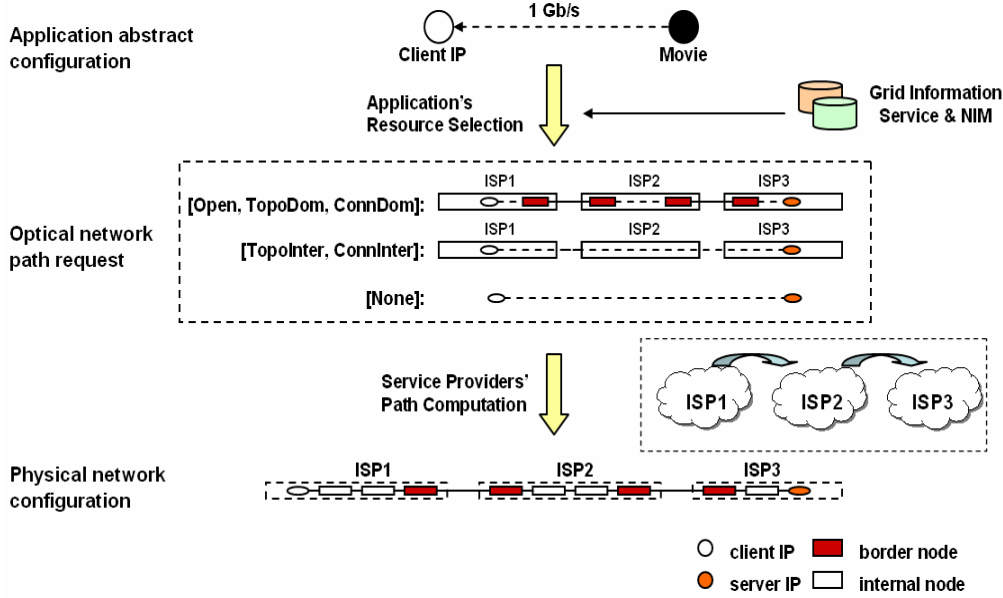 1 Gb/s
Client IP
Movie
Application abstract
configuration
Application's
Resource Selection
Grid Information
Service & NIM
Optical network
path request
[Open, TopoDom, ConnDom]:
ISP1
ISP2
ISP3
[TopoInter, ConnInter]:
ISP1
ISP2
ISP3
[None]:
Service Providers'
Path Computation
ISP1
ISP2
ISP3
Physical network
configuration
ISP1
ISP2
ISP3
client IP
border node
server IP
internal node